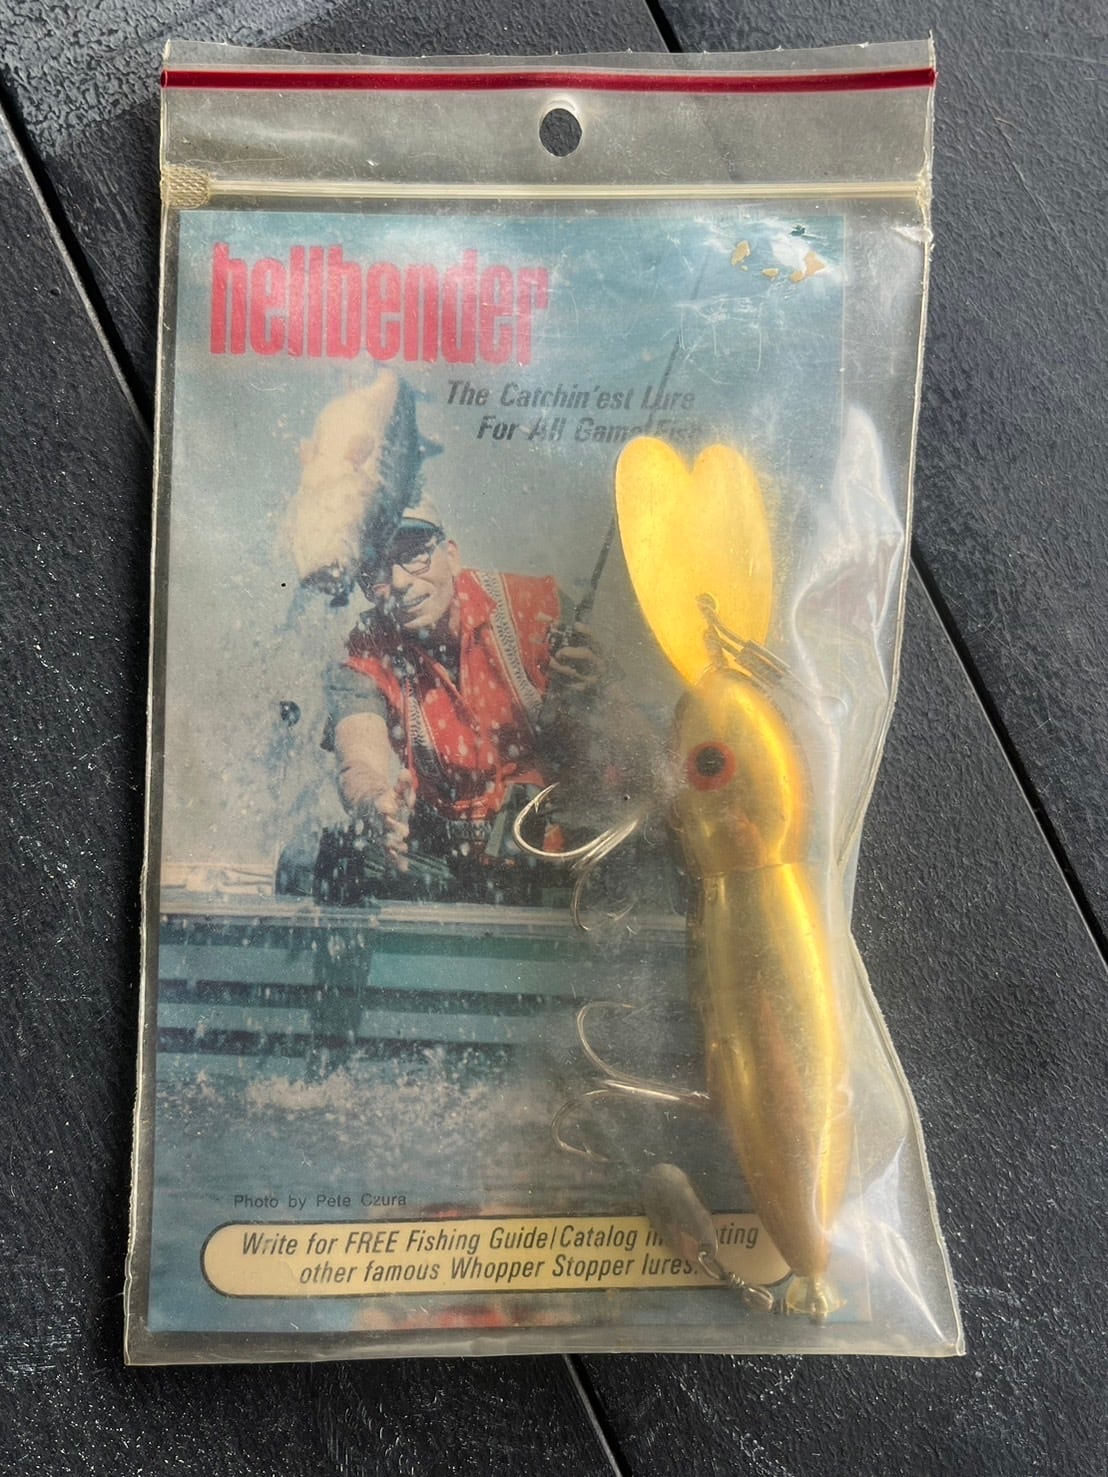 hellbender
The Catchin'est Lure
For All Game Fish
Photo by Pete Czura
Write for FREE Fishing Guide/Catalog ting
other famous Whopper Stopper lures.